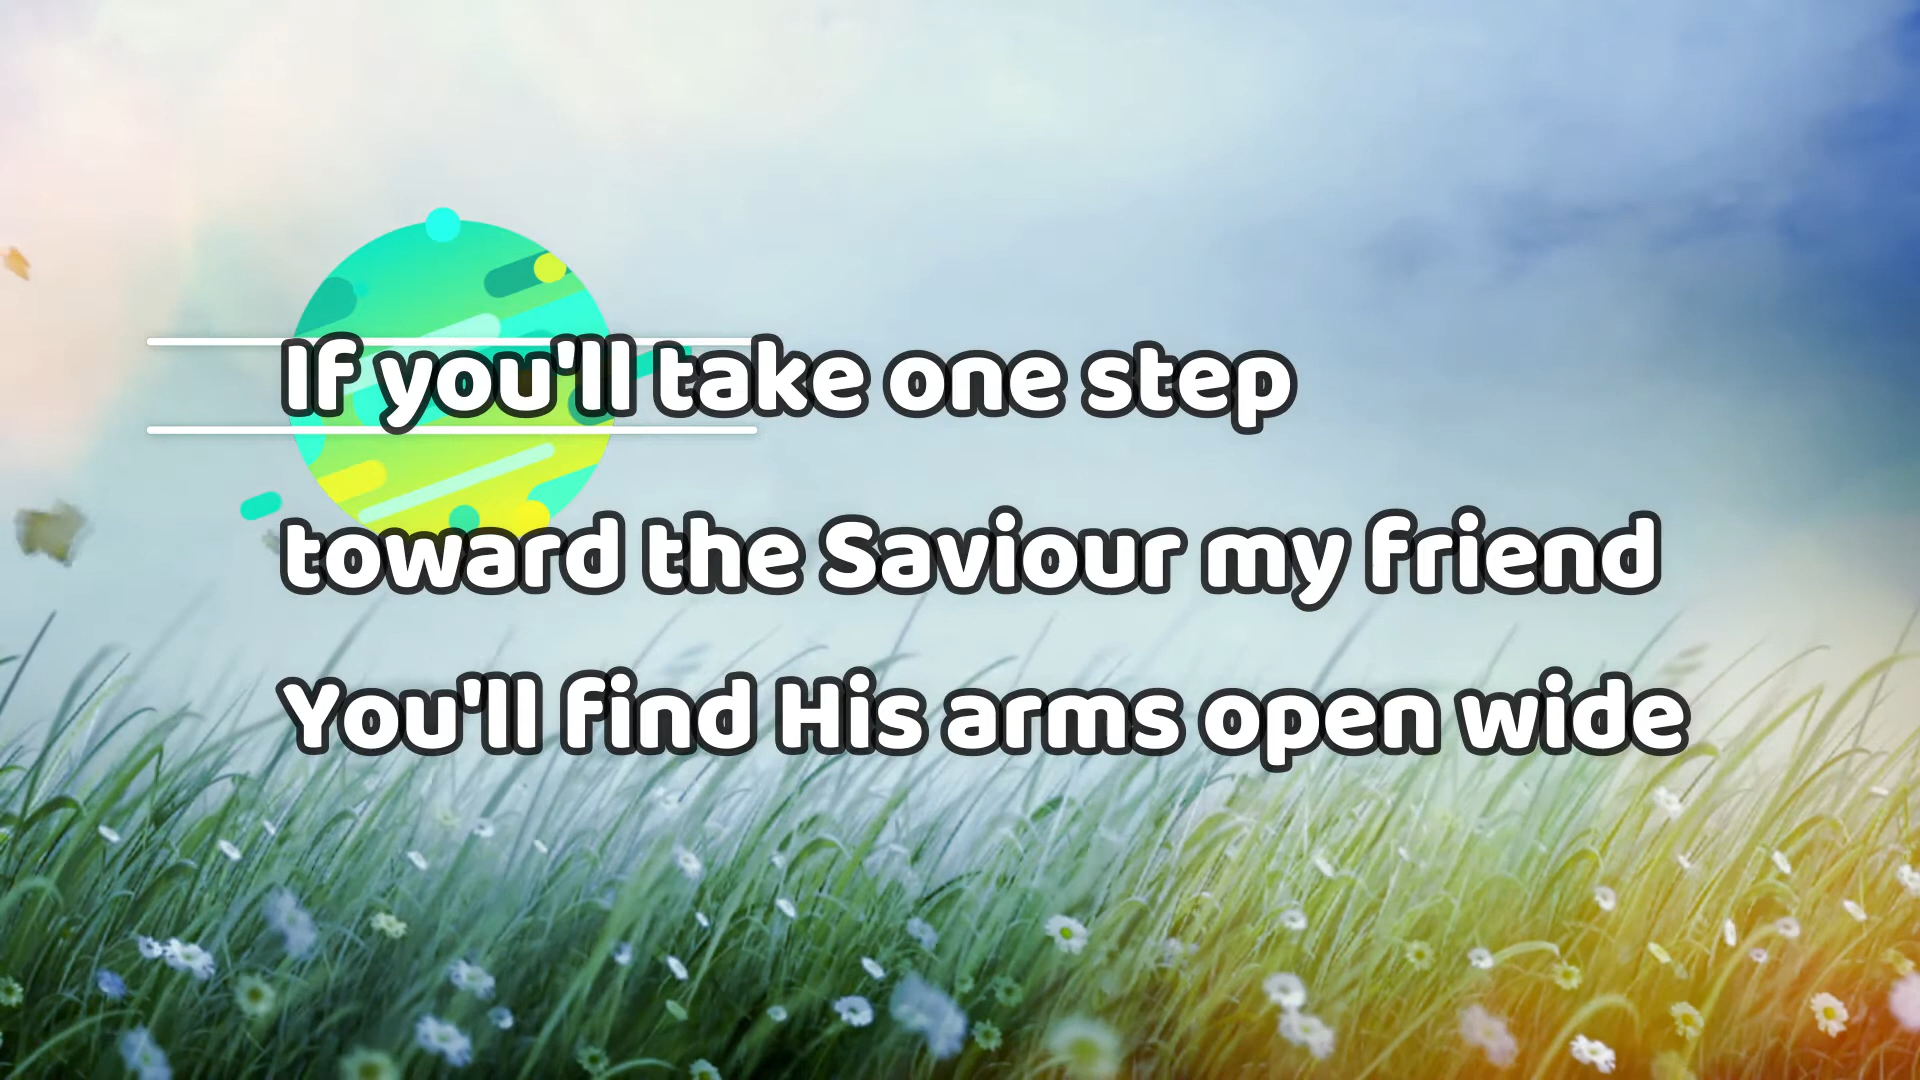 If you'll take one step
toward the Saviour my friend
You'll find His arms open wide